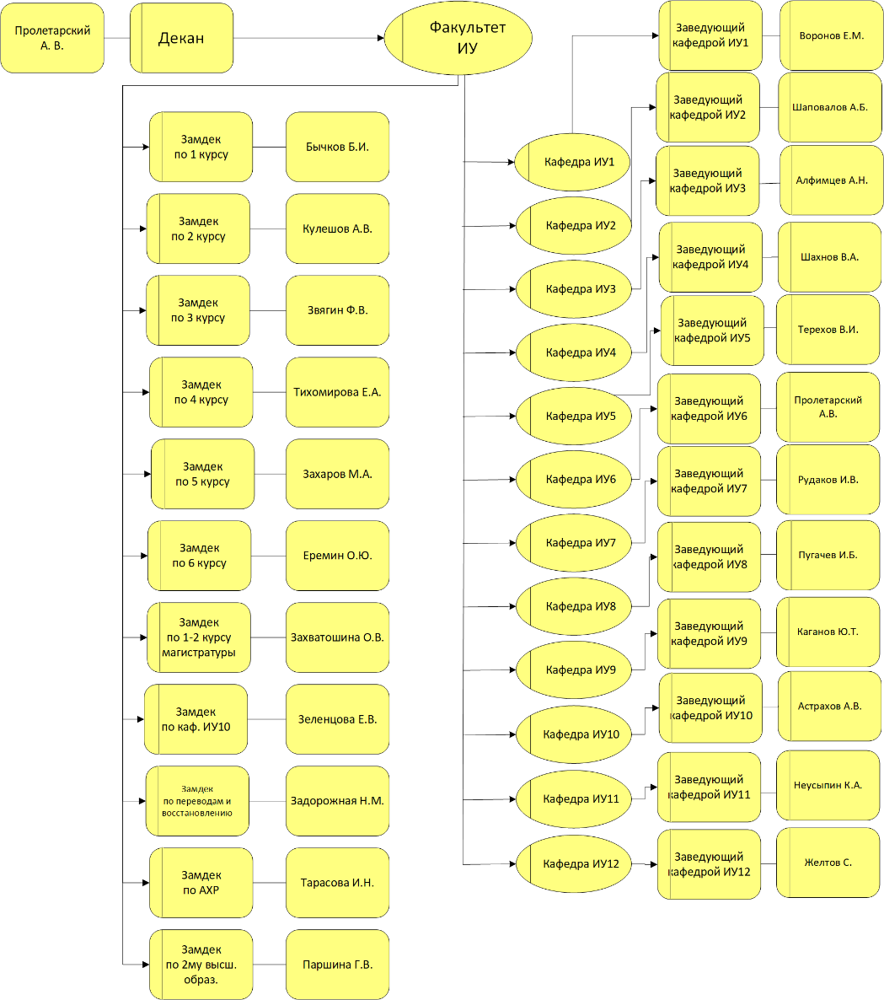 Пролетарский
А. В.
Декан
Факультет
ИУ
Замдек
по 1 курсу
Бычков Б.И.
Замдек
по 2 курсу
Кулешов А.В.
Замдек
по 3 курсу
Звягин Ф.В.
Замдек
по 4 курсу
Тихомирова Е.А.
Замдек
по 5 курсу
Захаров М.А.
Замдек
по 6 курсу
Еремин О.Ю.
Замдек
по 1-2 курсу
магистратуры
Захватошина О.В.
Замдек
по каф. ИУ10
Зеленцова Е.В.
Замдек
по переводам и
восстановлению
Задорожная Н.М.
Замдек
по АХР
Тарасова И.Н.
Замдек
по 2му высш.
образ.
Паршина Г.В.
Кафедра ИУ1
Заведующий
кафедрой ИУ1
Воронов Е.М.
Кафедра ИУ2
Заведующий
кафедрой ИУ2
Шаповалов А.Б.
Кафедра ИУ3
Заведующий
кафедрой ИУ3
Алфимцев А.Н.
Кафедра ИУ4
Заведующий
кафедрой ИУ4
Шахнов В.А.
Кафедра ИУ5
Заведующий
кафедрой ИУ5
Терехов В.И.
Кафедра ИУ6
Заведующий
кафедрой ИУ6
Пролетарский
А.В.
Кафедра ИУ7
Заведующий
кафедрой ИУ7
Рудаков И.В.
Кафедра ИУ8
Заведующий
кафедрой ИУ8
Пугачев И.Б.
Кафедра ИУ9
Заведующий
кафедрой ИУ9
Каганов Ю.Т.
Кафедра ИУ10
Заведующий
кафедрой ИУ10
Астрахов А.В.
Кафедра ИУ11
Заведующий
кафедрой ИУ11
Неусыпин К.А.
Кафедра ИУ12
Заведующий
кафедрой ИУ12
Желтов С.